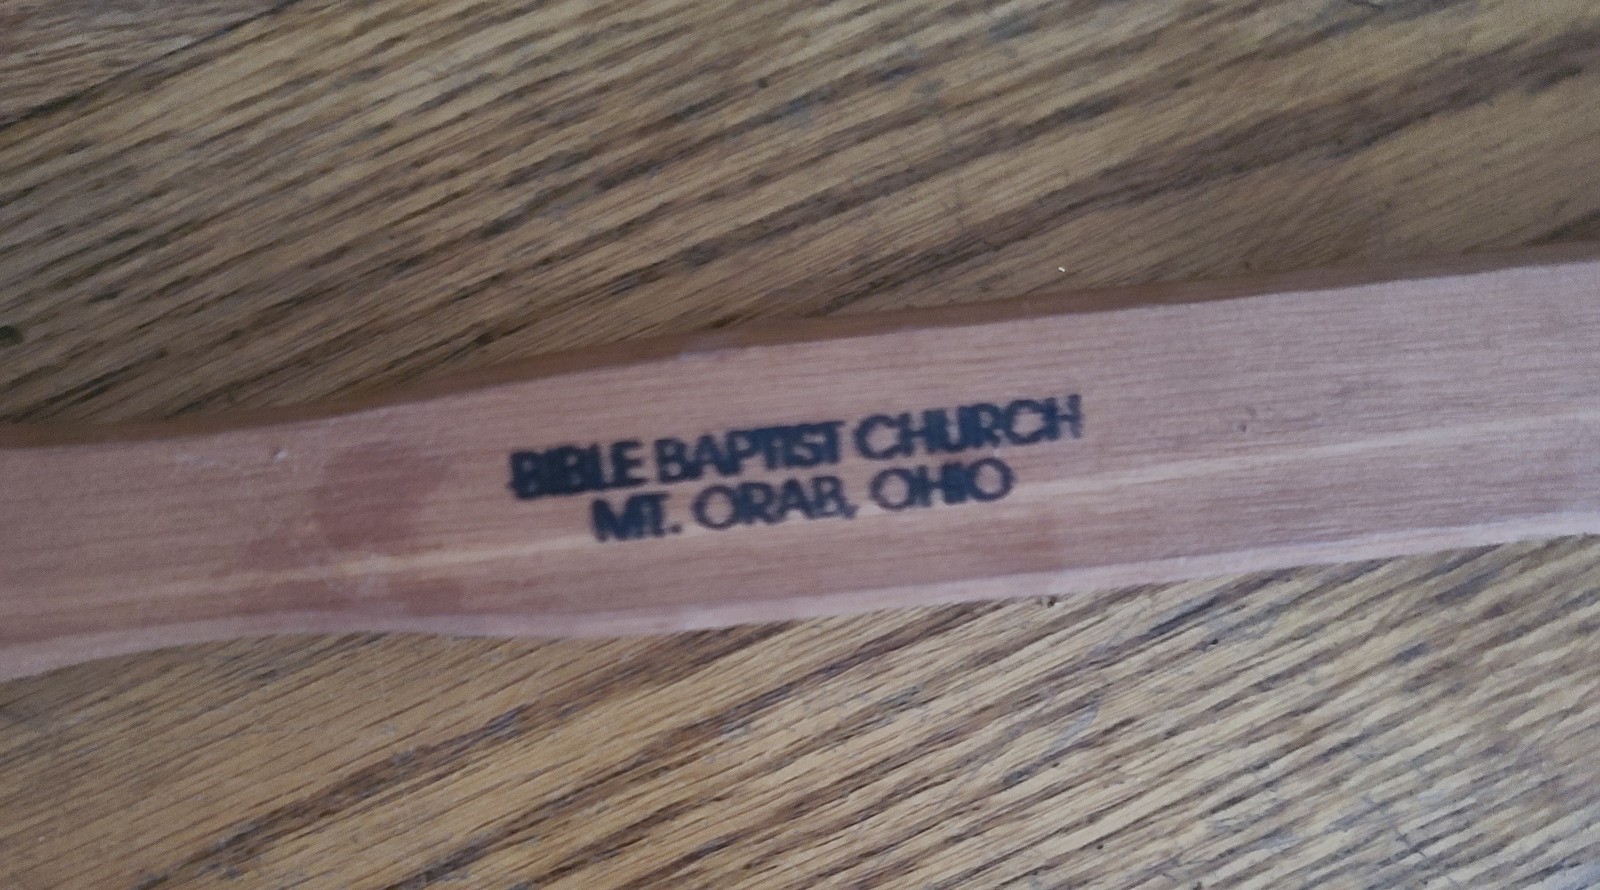 BIBLE BAPTIST CHURCH
MT. ORAB, OHIO